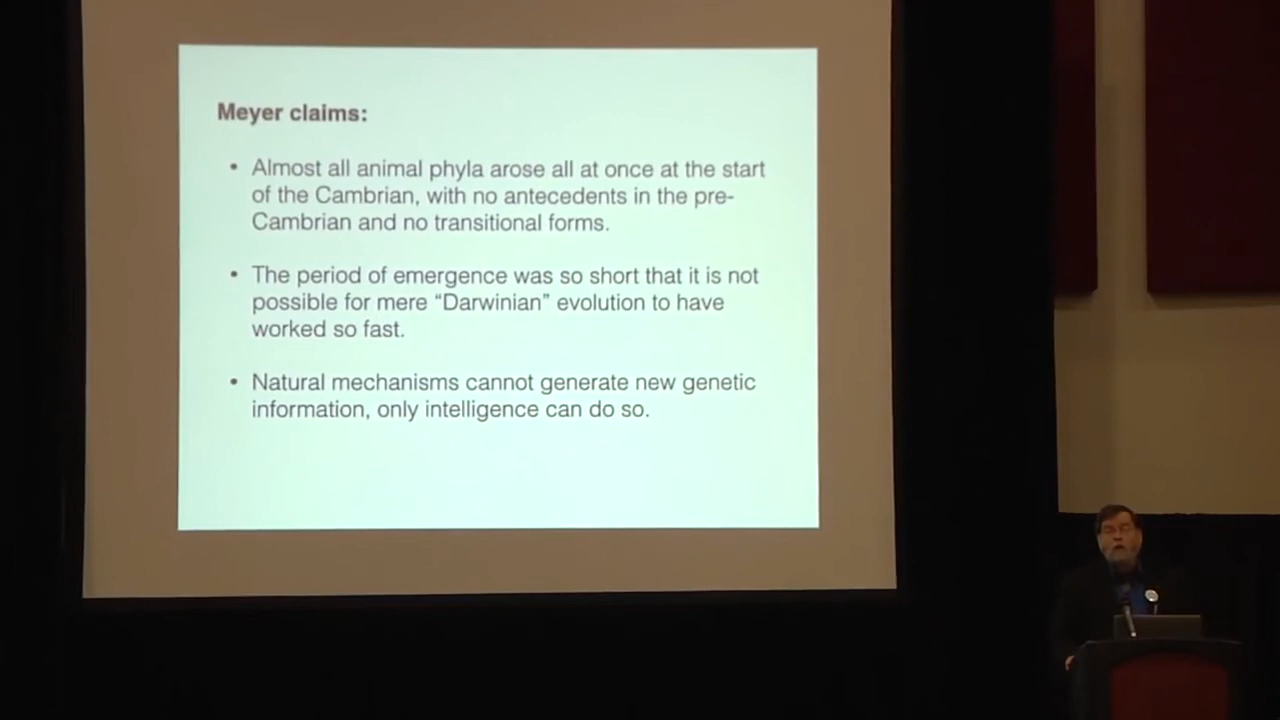 Meyer claims:
• Almost all animal phyla arose all at once at the start
of the Cambrian, with no antecedents in the pre-
Cambrian and no transitional forms.
• The period of emergence was so short that it is not
possible for mere “Darwinian” evolution to have
worked so fast.
• Natural mechanisms cannot generate new genetic
information, only intelligence can do so.